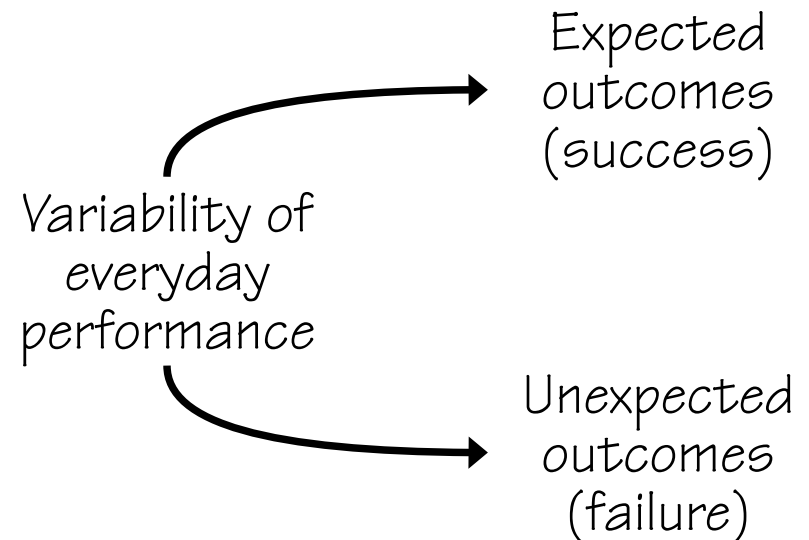 Expected
outcomes
(success)
Variability of
everyday
performance
Unexpected
outcomes
(failure)